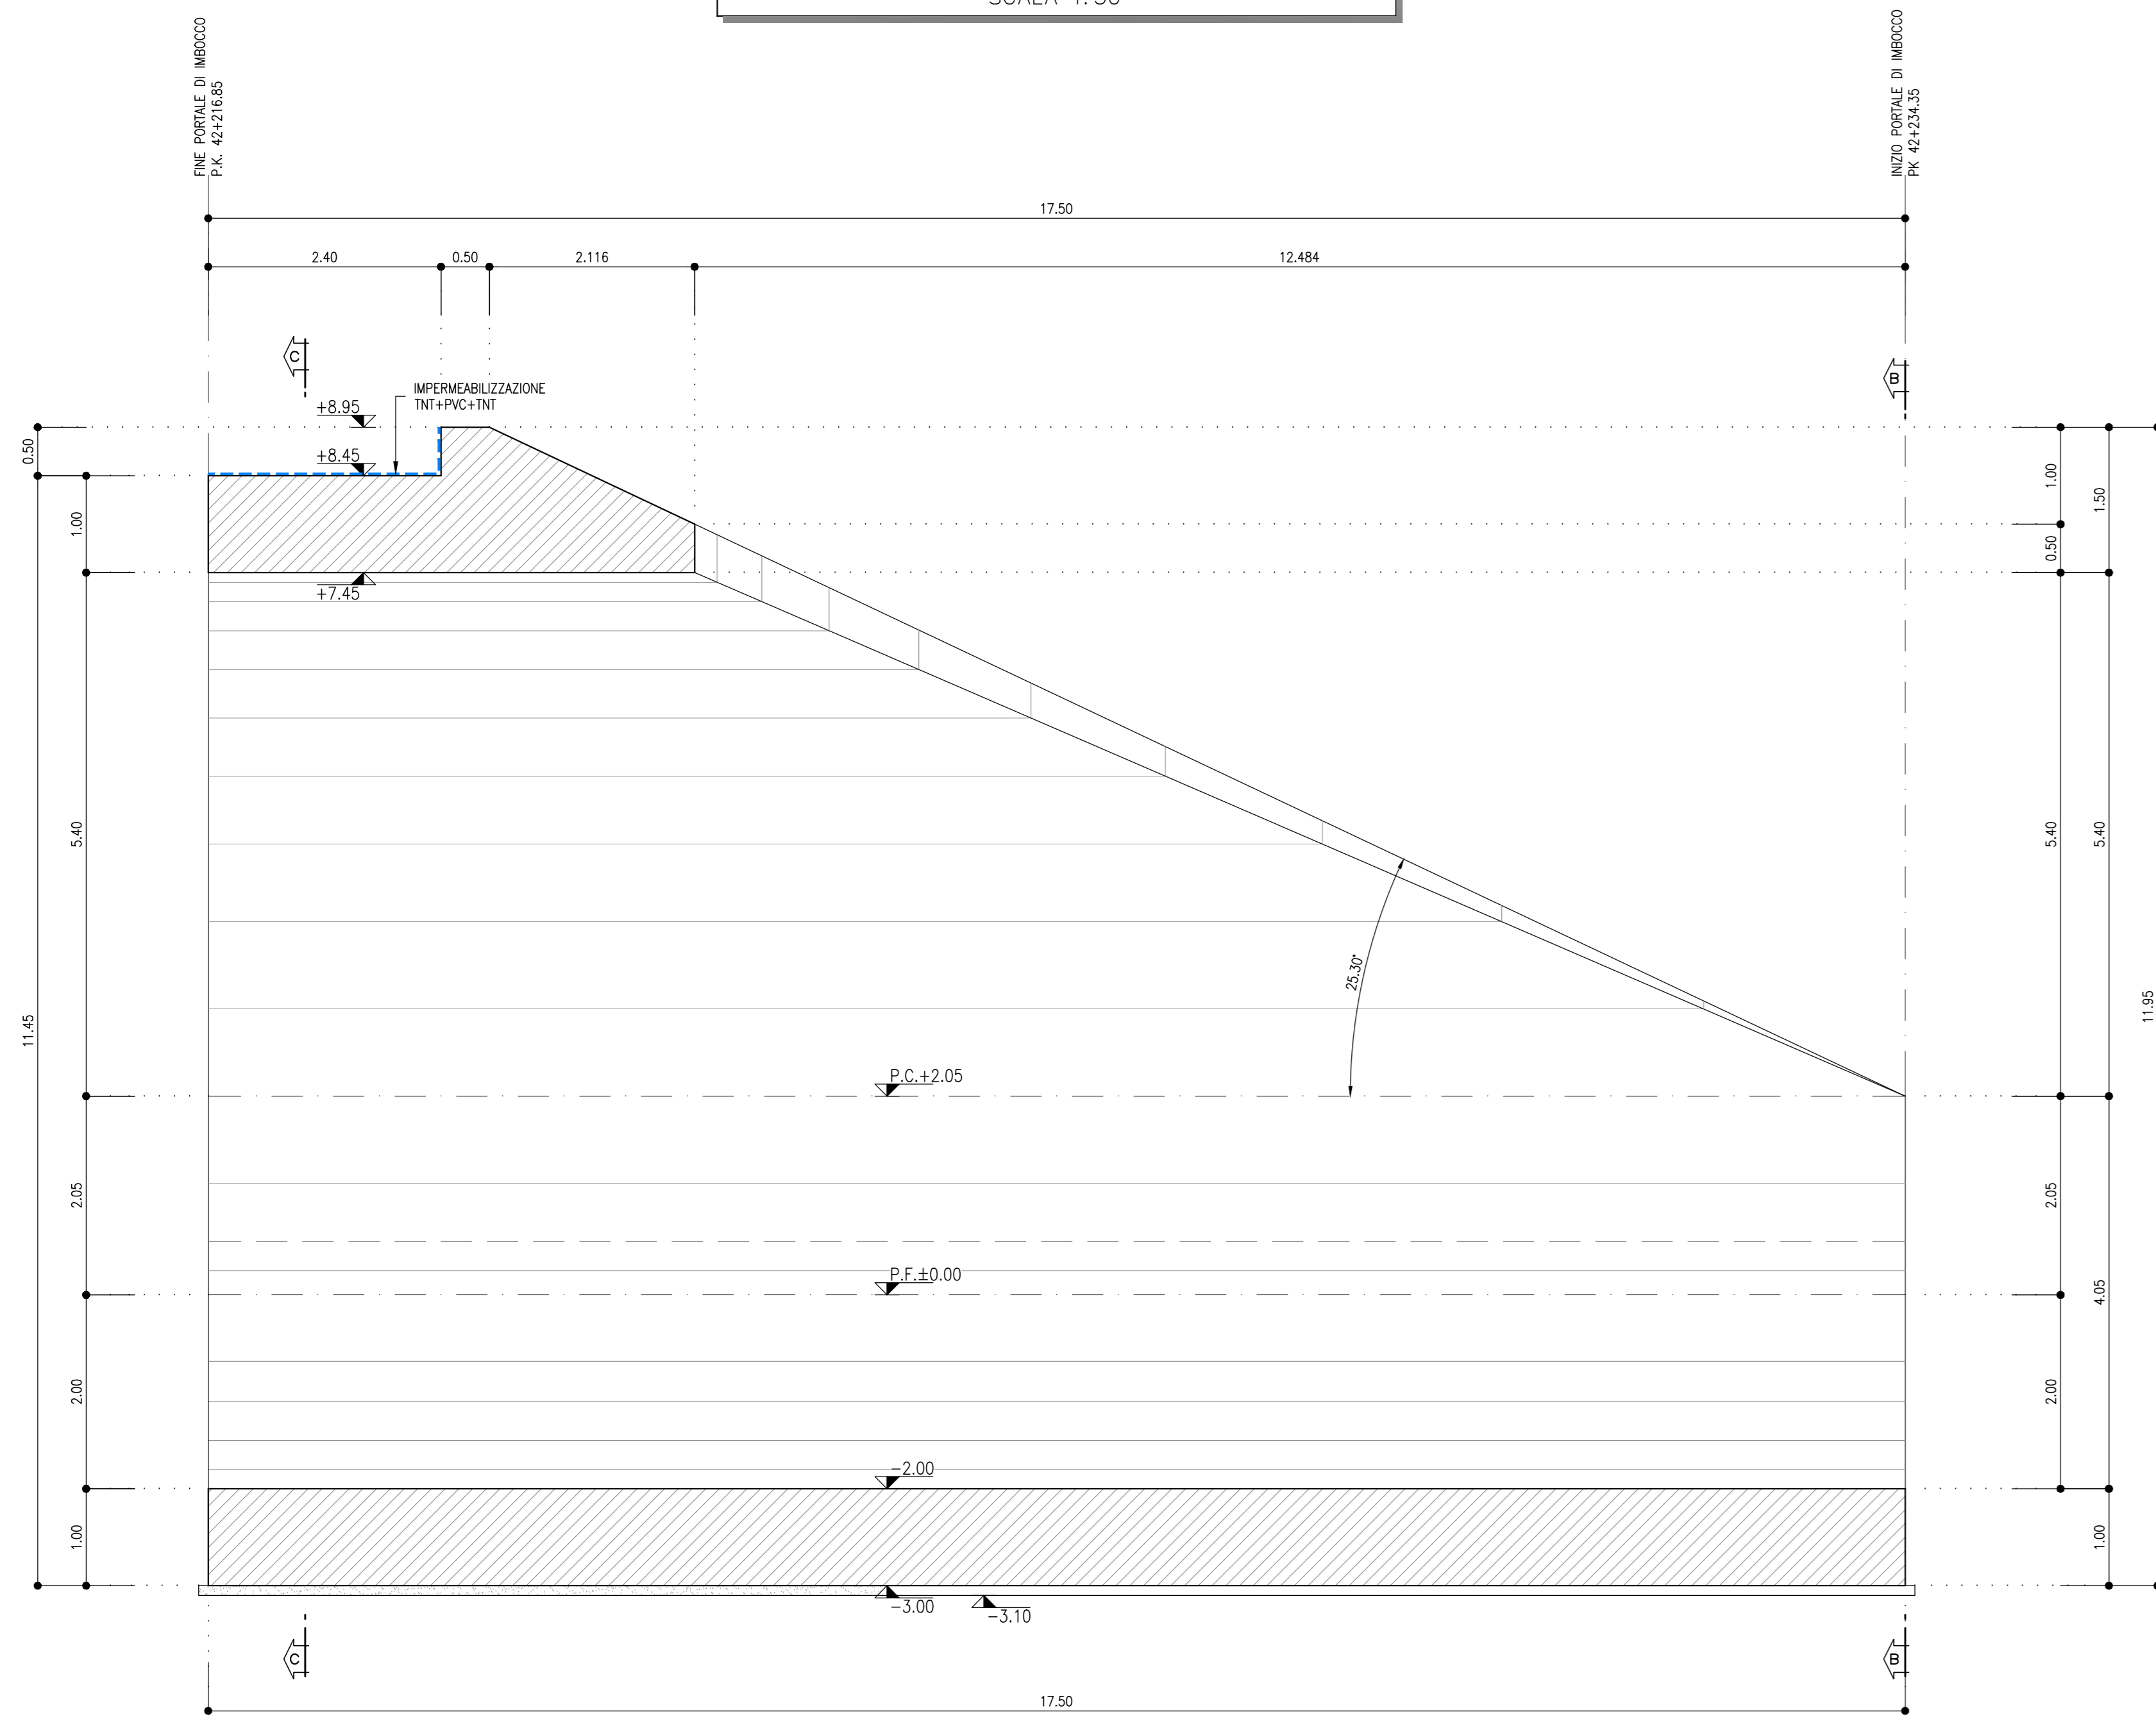 FINE PORTALE DI IMBOCCO
P.K. 42+216.85
INIZIO PORTALE DI IMBOCCO
PK 42+234.35
17.50
2.40
0.50
2.116
12.484
C
B
IMPERMEABILIZZAZIONE
TNT+PVC+TNT
+8.95
+8.45
+7.45
0.50
1.00
5.40
11.45
2.05
2.00
1.00
1.00
1.50
0.50
5.40
5.40
11.95
2.05
4.05
2.00
1.00
25.30°
P.C.+2.05
P.F.±0.00
-2.00
-3.00
-3.10
C
B
17.50